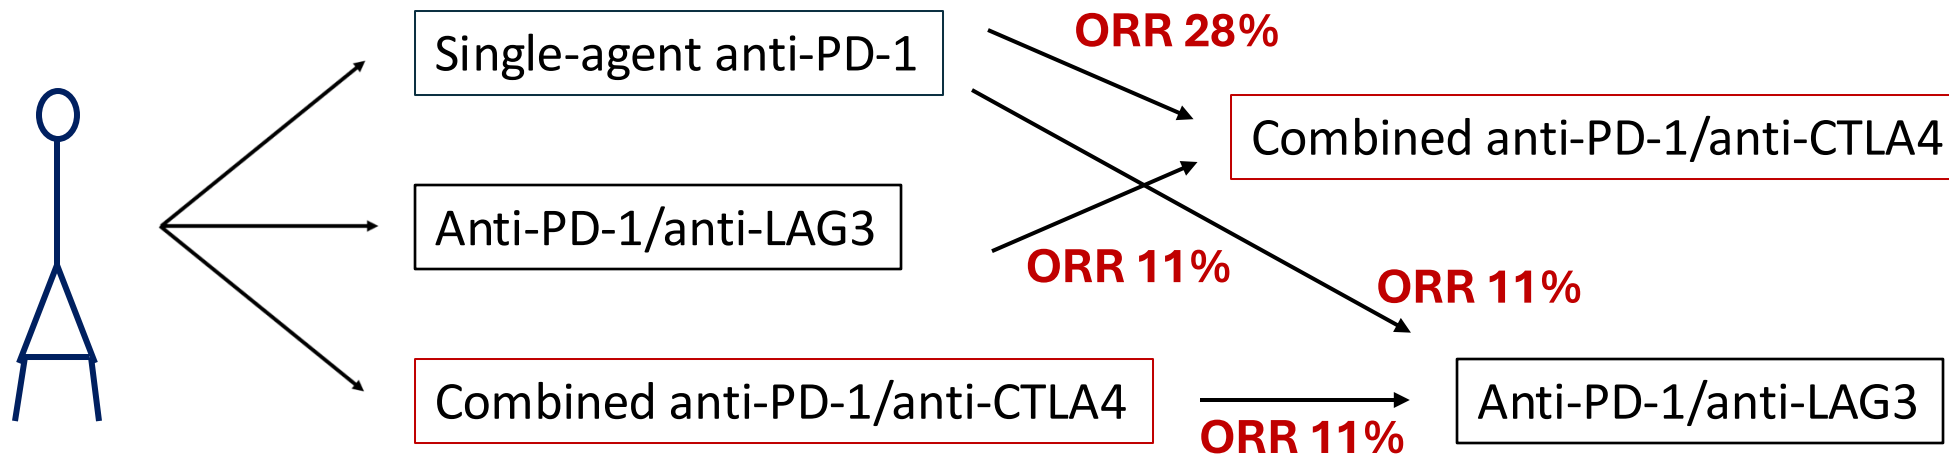 Single-agent anti-PD-1
ORR 28%
Combined anti-PD-1/anti-CTLA4
Anti-PD-1/anti-LAG3
ORR 11%
ORR 11%
Combined anti-PD-1/anti-CTLA4
ORR 11%
Anti-PD-1/anti-LAG3